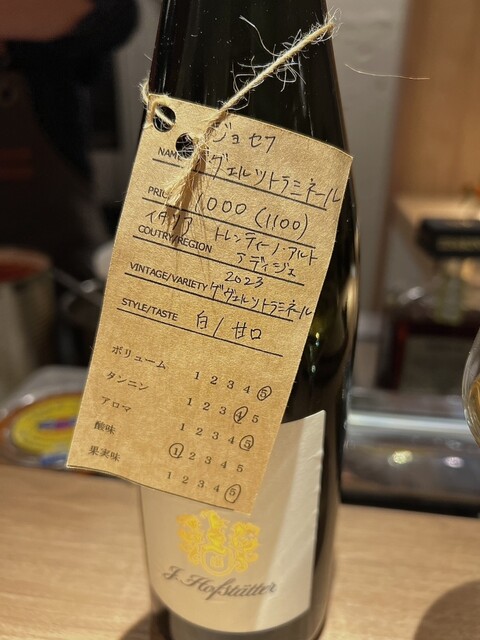 ジョセフ
NAME ゲヴェルツトラミネール
PRICE 1,000 (1100)
イタリア トレンティーノ・アルト
COUTRY/REGION アディジェ
2023
VINTAGE/VARIETY ゲヴェルツトラミネール
STYLE/TASTE 白/甘口
ボリューム 1 2 3 4 5
タンニン 1 2 3 4 5
アロマ 1 2 3 4 5
酸味 1 2 3 4 5
果実味 1 2 3 4 5
J. Hofstätter